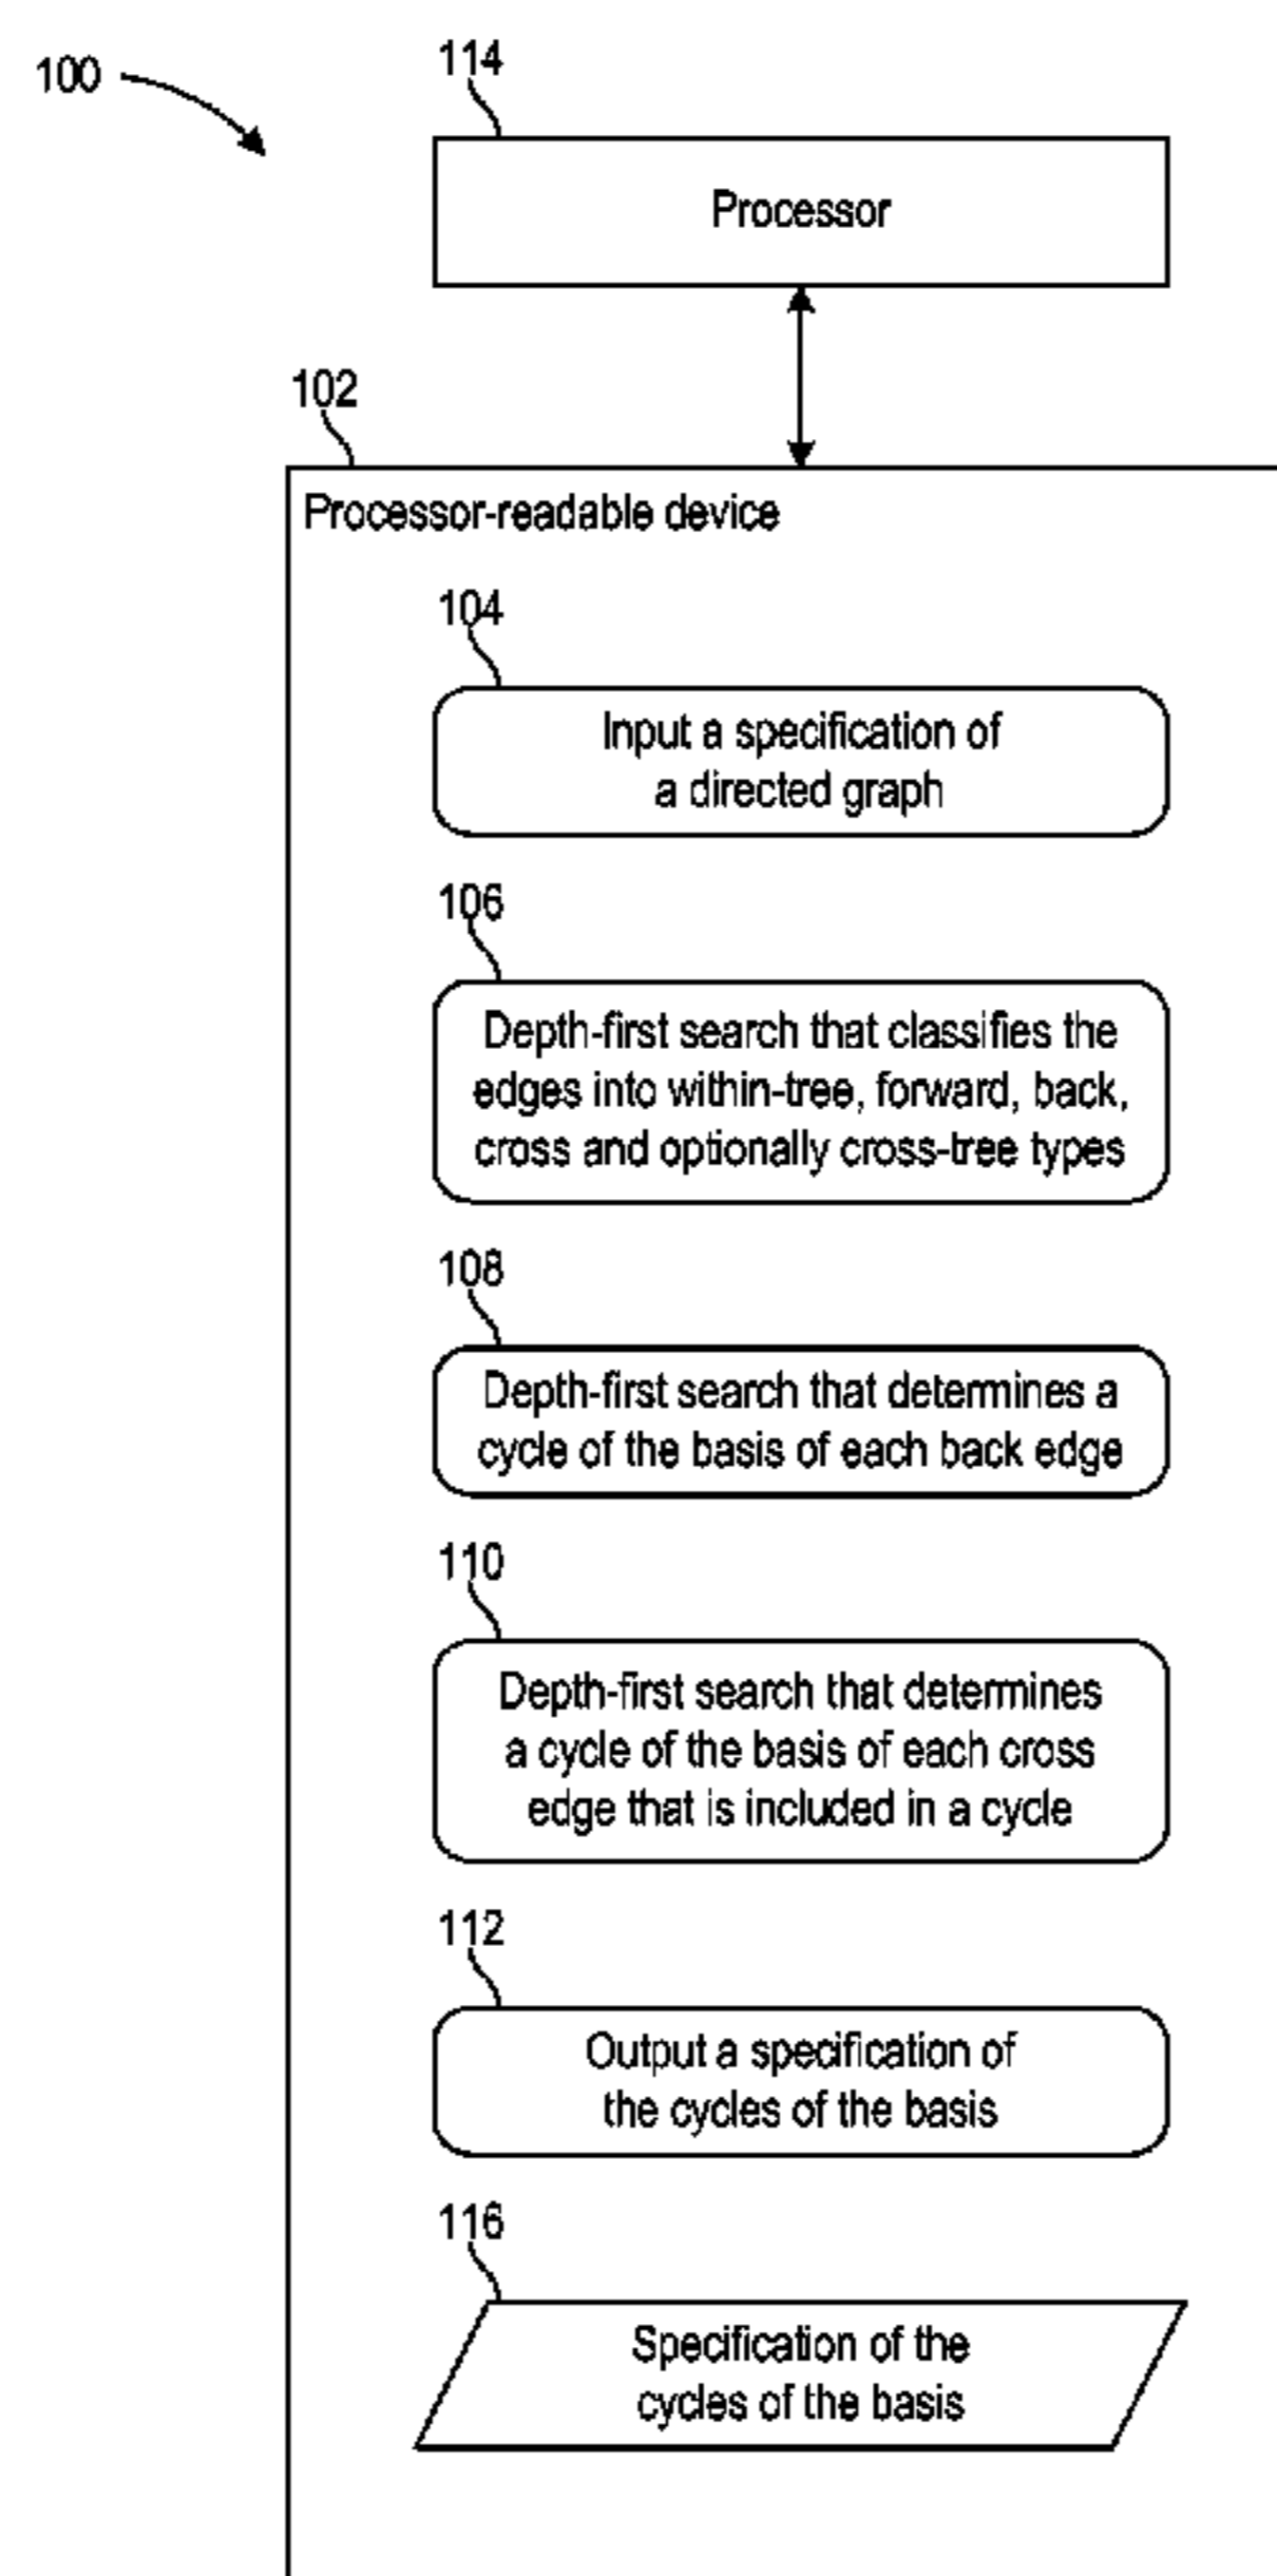 100
114
Processor
102
Processor-readable device
104
Input a specification of
a directed graph
106
Depth-first search that classifies the
edges into within-tree, forward, back,
cross and optionally cross-tree types
108
Depth-first search that determines a
cycle of the basis of each back edge
110
Depth-first search that determines
a cycle of the basis of each cross
edge that is included in a cycle
112
Output a specification of
the cycles of the basis
116
Specification of the
cycles of the basis